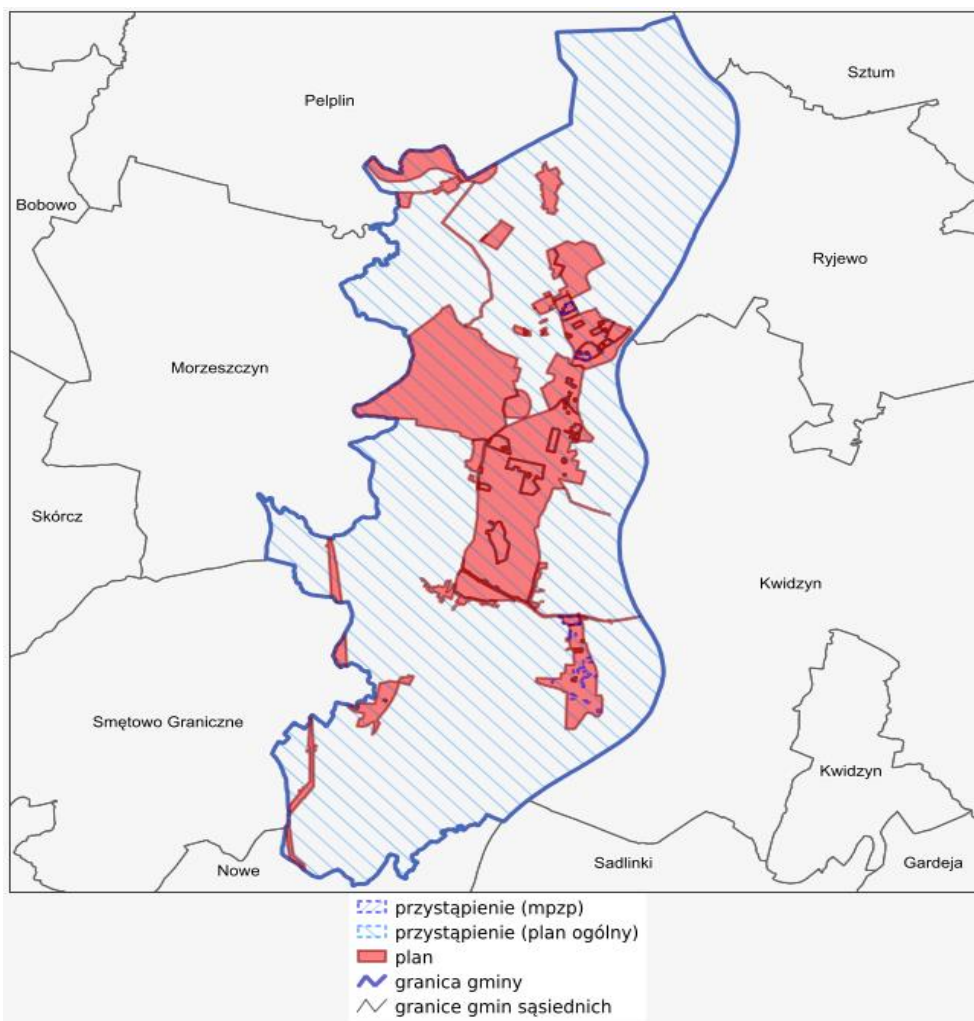 Sztum
Pelplin
Bobowo
Ryjewo
Morzeszczyn
Skórcz
Kwidzyn
Smętowo Graniczne
Kwidzyn
Nowe
Sadlinki
Gardeja
przystąpienie (mpzp)
przystąpienie (plan ogólny)
plan
granica gminy
granice gmin sąsiednich